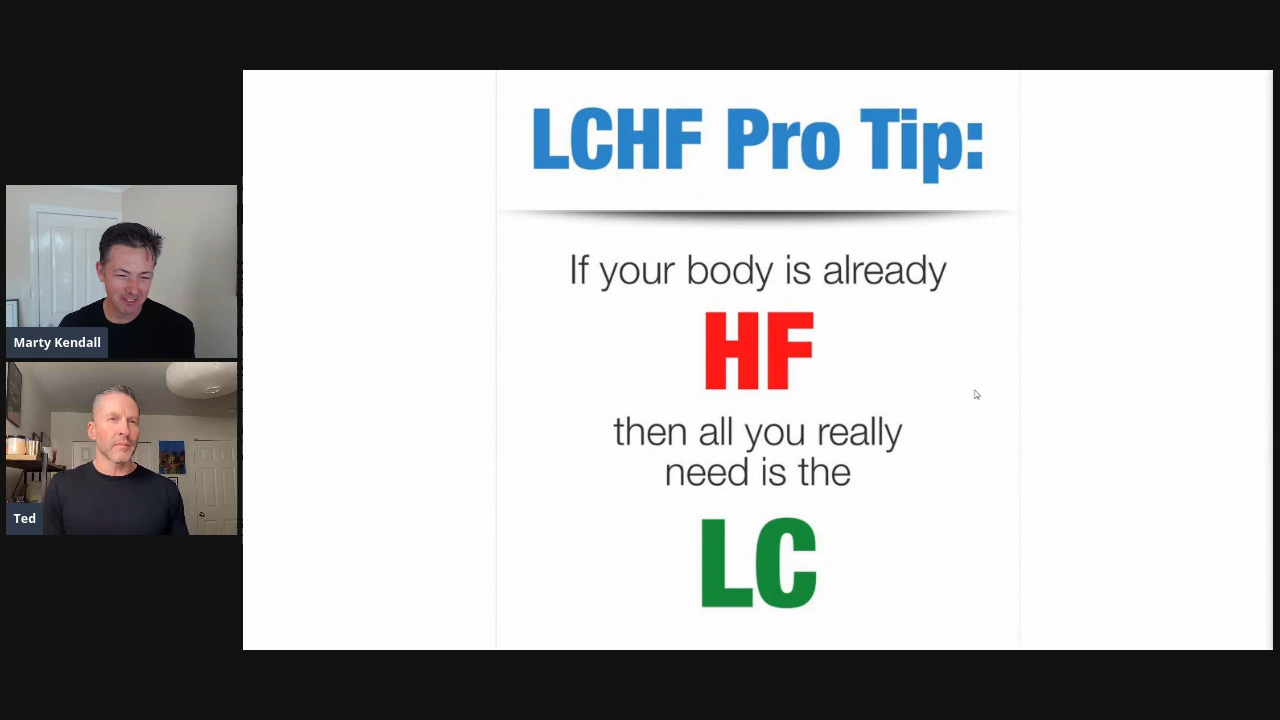 LCHF Pro Tip:
If your body is already
HF
then all you really
need is the
LC
Marty Kendall
Ted